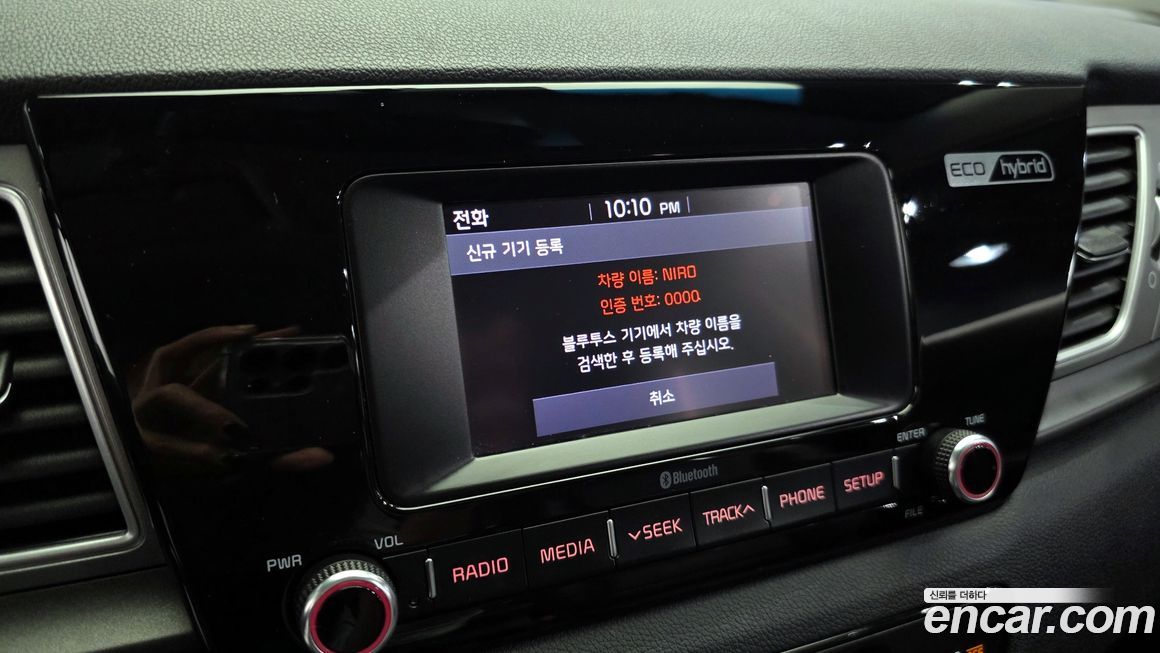 ECO hybrid
전화 10:10 PM
신규 기기 등록
차량 이름: NIRO
인증 번호: 0000
블루투스 기기에서 차량 이름을
검색한 후 등록해 주십시오.
취소
Bluetooth
ENTER TUNE
PWR VOL RADIO MEDIA SEEK TRACK PHONE SETUP
FILE
신뢰를 더하다
encar.com